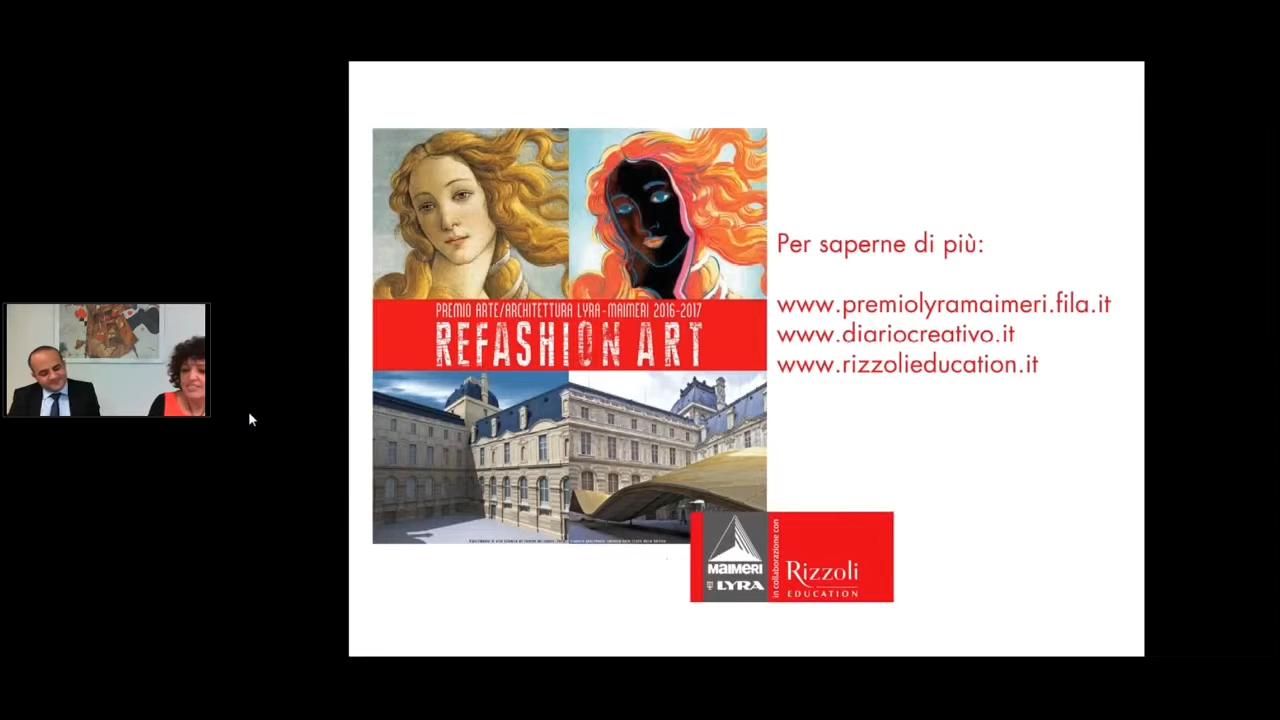 PREMIO ARTE/ARCHITETTURA LYRA-MAIMERI 2016-2017
REFASHION ART
Per saperne di più:
www.premiolyramaimeri.fila.it
www.diariocreativo.it
www.rizzolieducation.it
MAIMERI
LYRA
in collaborazione con
Rizzoli
EDUCATION